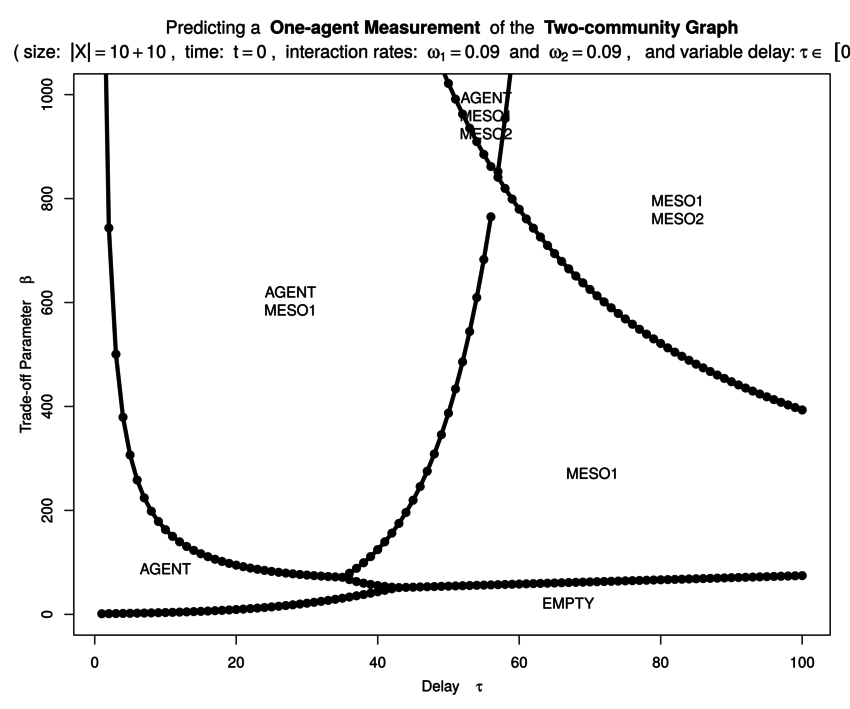 Predicting a One-agent Measurement of the Two-community Graph
( size: |X| = 10 + 10 , time: t = 0 , interaction rates: ω1 = 0.09 and ω2 = 0.09 , and variable delay: τ ∈ [0
1000
AGENT
MESO1
MESO2
800
MESO1
MESO2
Trade-off Parameter β
600
AGENT
MESO1
400
MESO1
200
AGENT
EMPTY
0
0 20 40 60 80 100
Delay τ